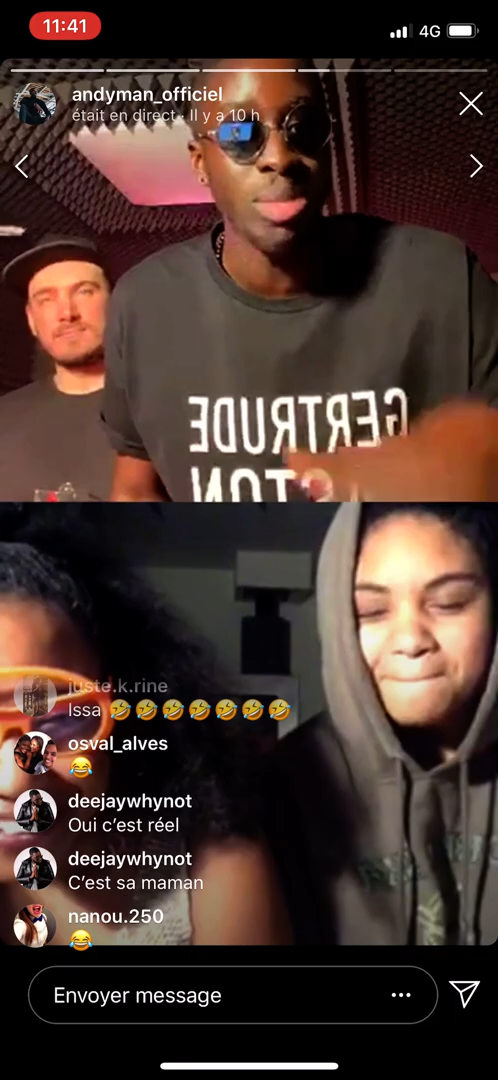 11:41
4G
andyman_officiel
était en direct · Il y a 10 h
GERTRUDE
juste.k.rine
Issa 🤣🤣🤣🤣🤣🤣🤣
osval_alves
😂
deejaywhynot
Oui c’est réel
deejaywhynot
C’est sa maman
nanou.250
😂
Envoyer message